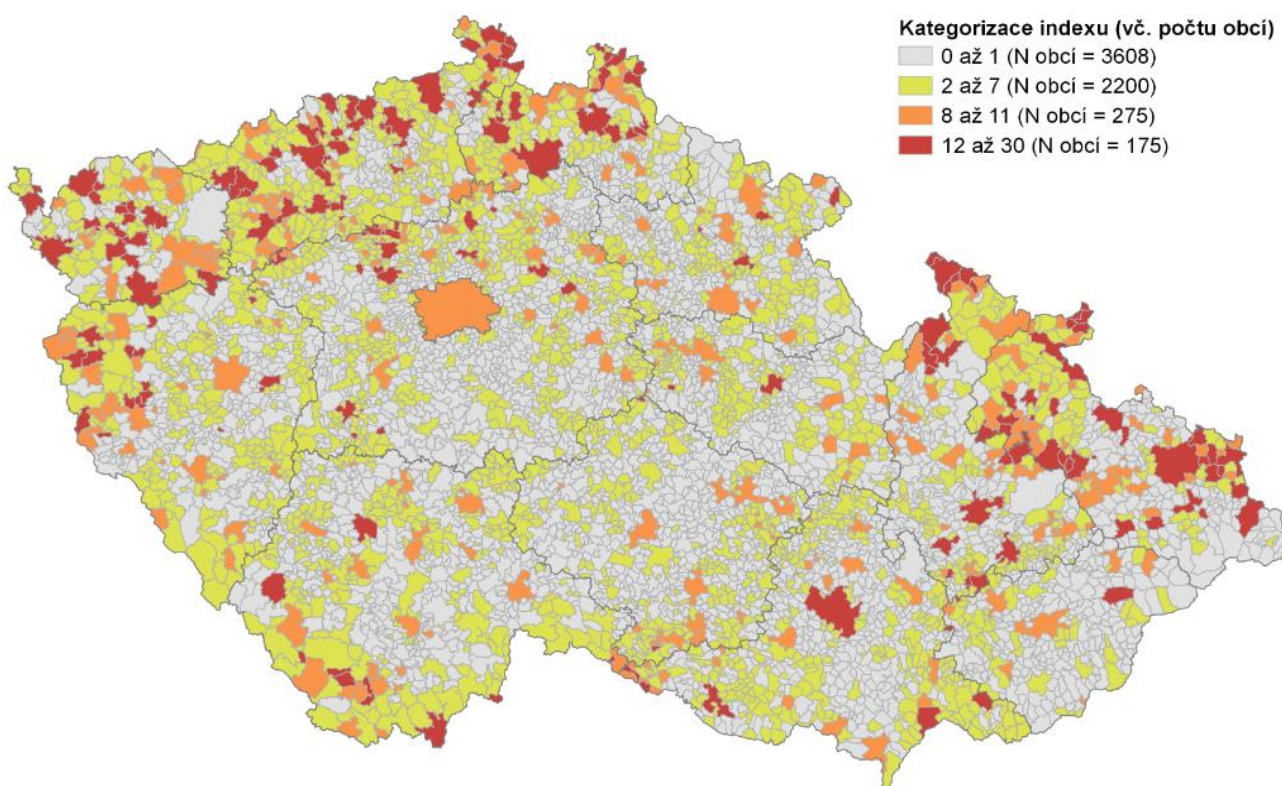 Kategorizace indexu (vč. počtu obcí)
0 až 1 (N obcí = 3608)
2 až 7 (N obcí = 2200)
8 až 11 (N obcí = 275)
12 až 30 (N obcí = 175)